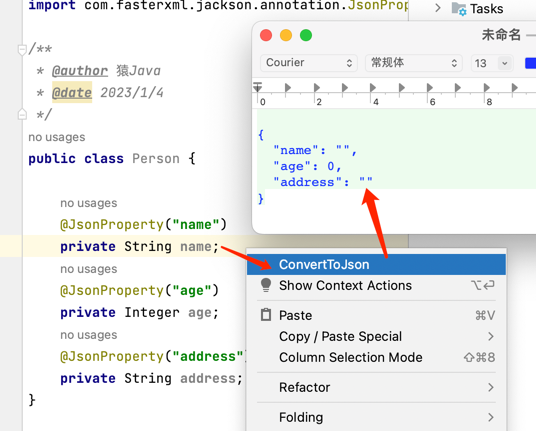 import com.fasterxml.jackson.annotation.JsonProp
/**
* @author 猿Java
* @date 2023/1/4
*/
no usages
public class Person {
no usages
@JsonProperty("name")
private String name;
no usages
@JsonProperty("age")
private Integer age;
no usages
@JsonProperty("address")
private String address;
}
Tasks
未命名 —
Courier
常规体
13
0 2 4 6 8
{
"name": "",
"age": 0,
"address": ""
}
ConvertToJson
Show Context Actions ⌥↩
Paste ⌘V
Copy / Paste Special
Column Selection Mode ⇧⌘8
Refactor
Folding